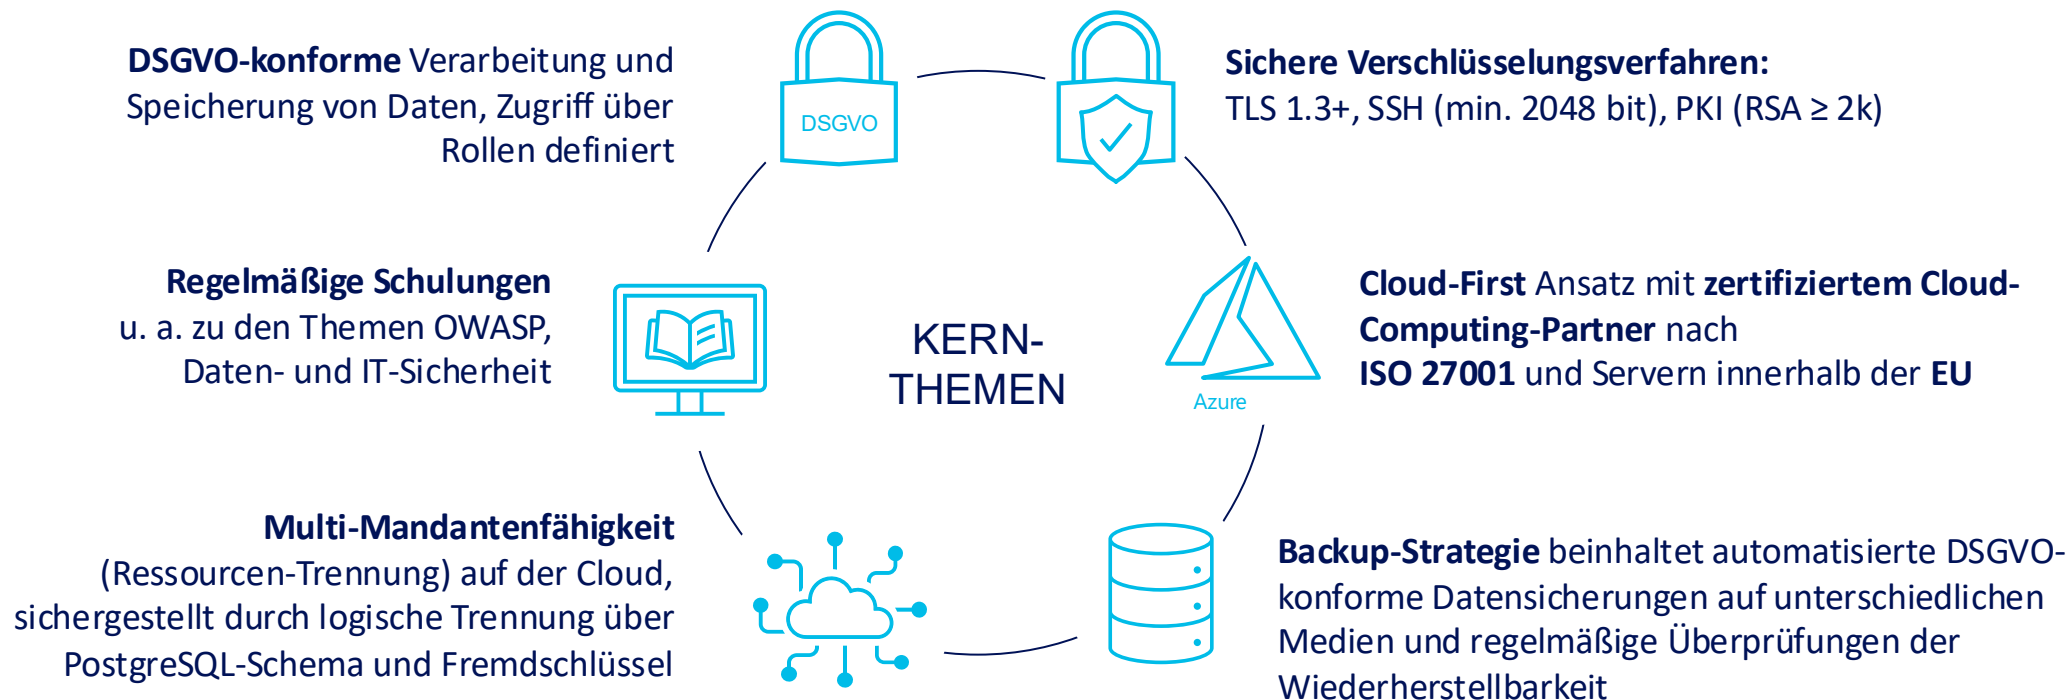 DSGVO-konforme Verarbeitung und
Speicherung von Daten, Zugriff über
Rollen definiert
DSGVO
Sichere Verschlüsselungsverfahren:
TLS 1.3+, SSH (min. 2048 bit), PKI (RSA ≥ 2k)
Regelmäßige Schulungen
u. a. zu den Themen OWASP,
Daten- und IT-Sicherheit
KERN-
THEMEN
Cloud-First Ansatz mit zertifiziertem Cloud-
Computing-Partner nach
ISO 27001 und Servern innerhalb der EU
Azure
Multi-Mandantenfähigkeit
(Ressourcen-Trennung) auf der Cloud,
sichergestellt durch logische Trennung über
PostgreSQL-Schema und Fremdschlüssel
Backup-Strategie beinhaltet automatisierte DSGVO-
konforme Datensicherungen auf unterschiedlichen
Medien und regelmäßige Überprüfungen der
Wiederherstellbarkeit